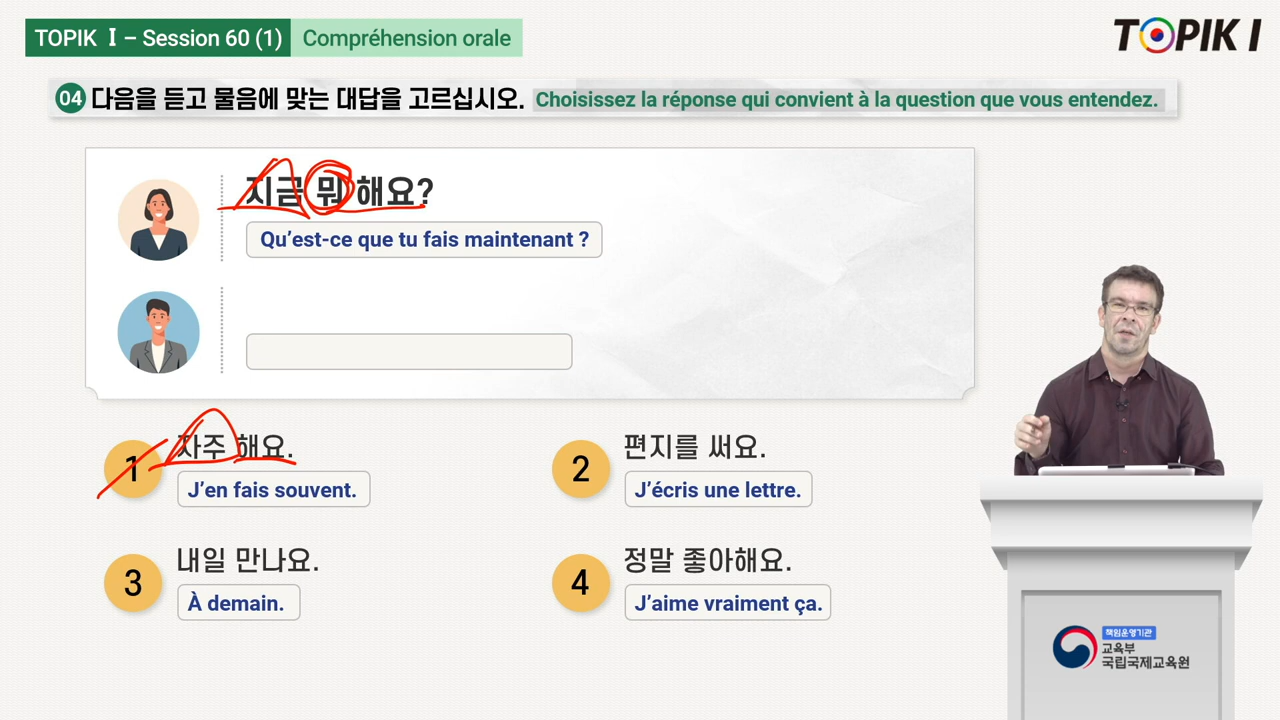 TOPIK I – Session 60 (1) Compréhension orale
TOPIK I
04 다음을 듣고 물음에 맞는 대답을 고르십시오. Choisissez la réponse qui convient à la question que vous entendez.
지금 뭐 해요?
Qu'est-ce que tu fais maintenant ?
1 자주 해요.
J'en fais souvent.
2 편지를 써요.
J'écris une lettre.
3 내일 만나요.
À demain.
4 정말 좋아해요.
J'aime vraiment ça.
책임운영기관
교육부
국립국제교육원